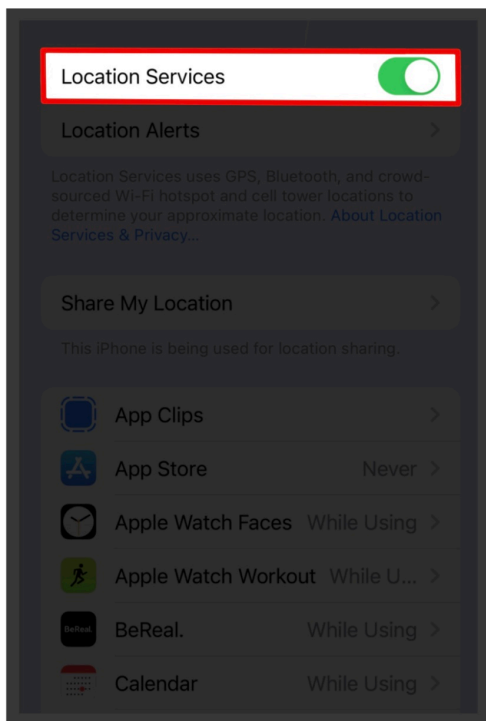 Location Services
Location Alerts
Location Services uses GPS, Bluetooth, and crowd-
sourced Wi-Fi hotspot and cell tower locations to
determine your approximate location. About Location
Services & Privacy...
Share My Location
This iPhone is being used for location sharing.
App Clips
App Store Never
Apple Watch Faces While Using
Apple Watch Workout While U...
BeReal. BeReal. While Using
Calendar While Using